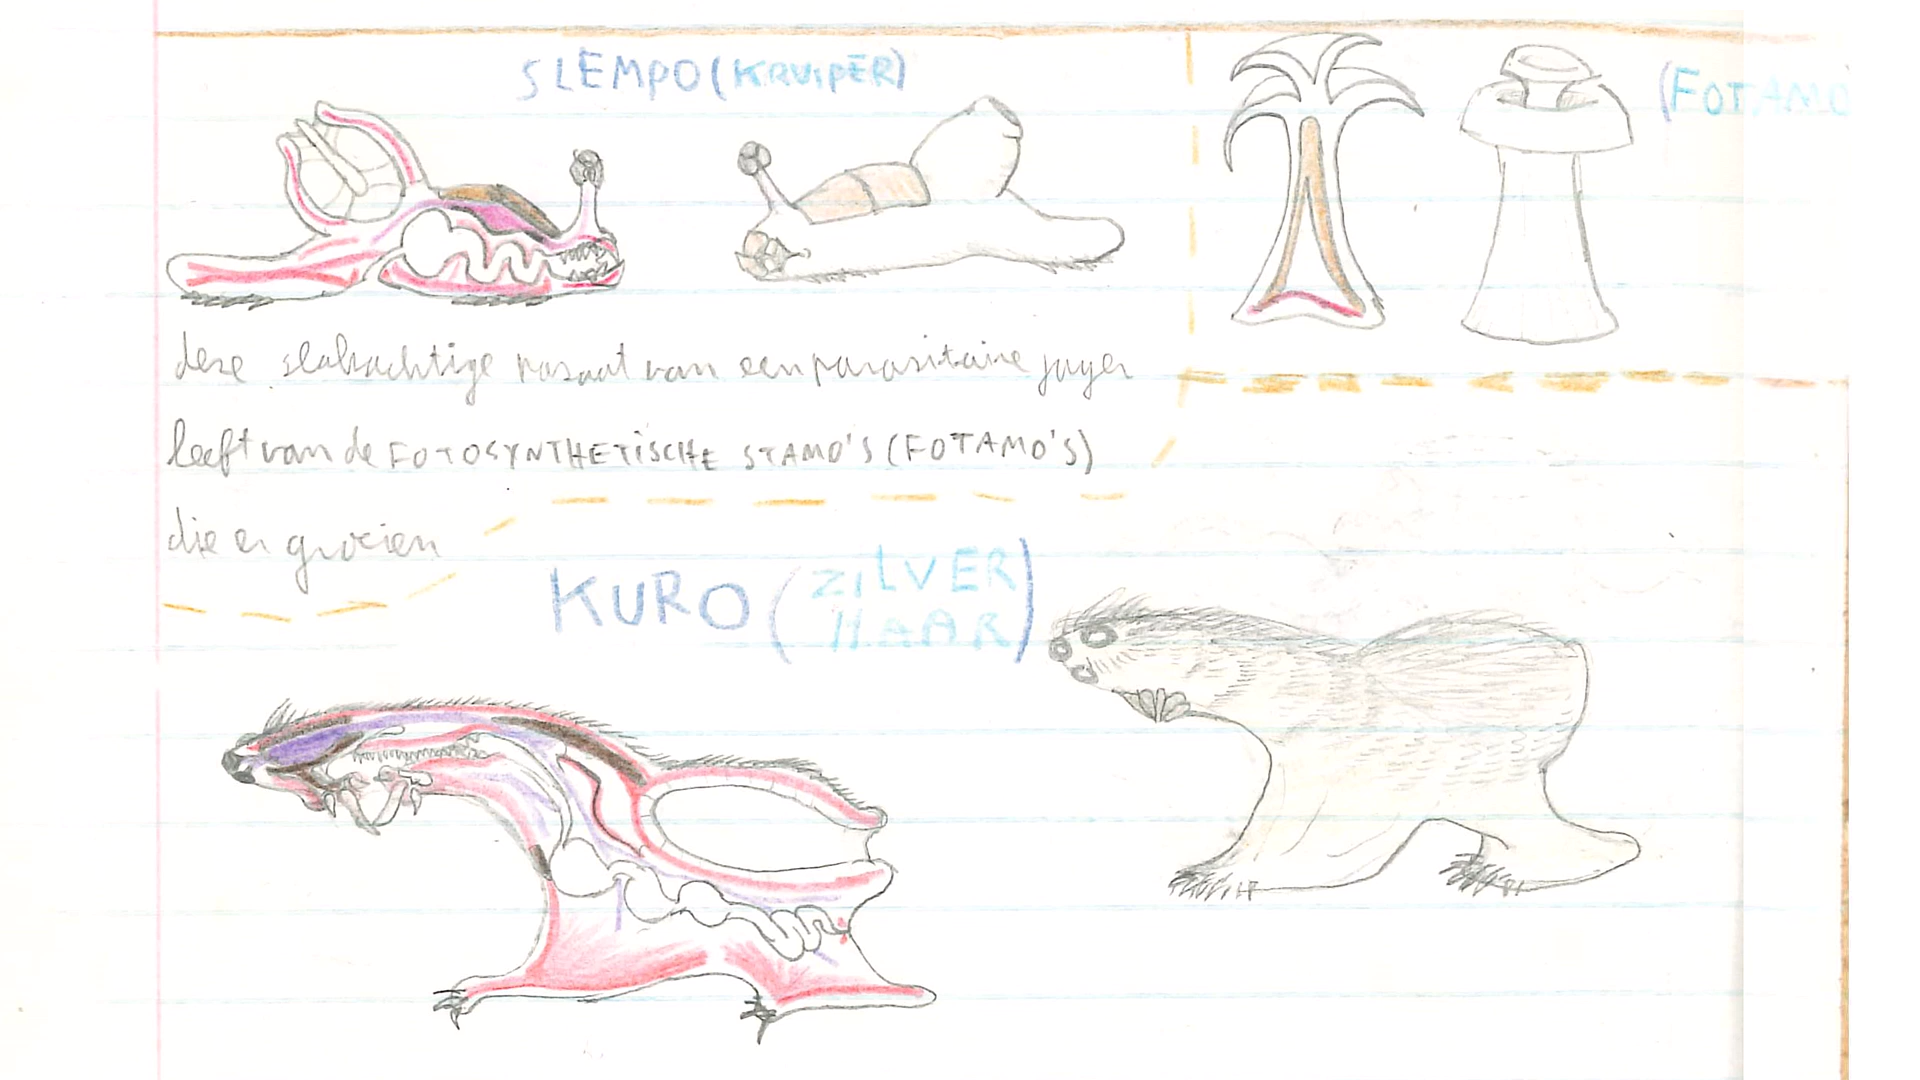 SLEMPO (KRUIPER)
(FOTAMO
deze slakachtige nazaat van een parasitaire jager
leeft van de FOTOSYNTHETISCHE STAMO'S (FOTAMO'S)
die er groeien
KURO (ZILVER
HAAR)